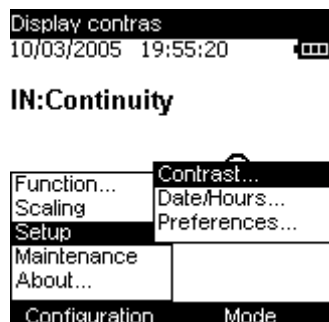 Display contras
10/03/2005 19:55:20
IN:Continuity
Function...
Scaling
Setup
Maintenance
About...
Contrast...
Date/Hours...
Preferences...
Configuration Mode